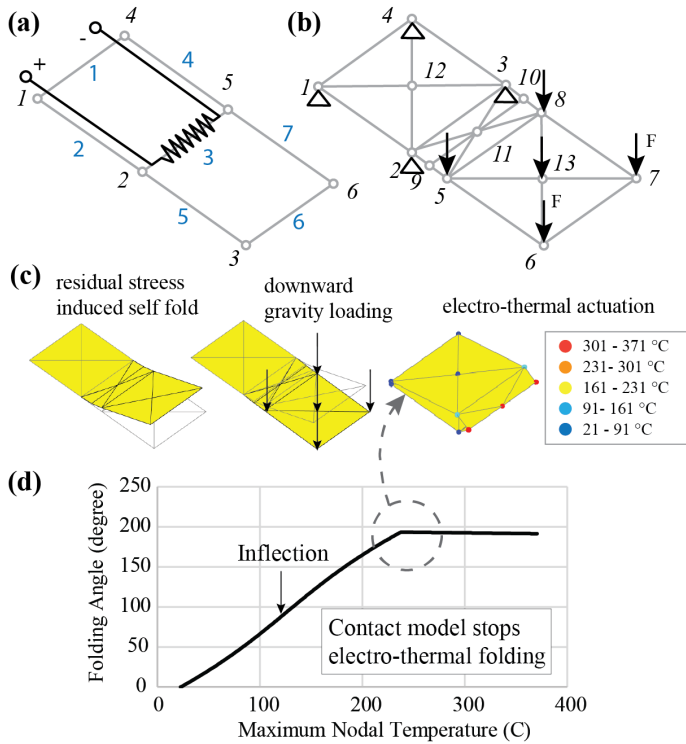 (a)
+
-
4
1
1
4
5
2
3
7
2
5
6
6
3
(b)
4
12
3
10
1
8
11
13
F
2
9
5
7
F
6
(c)
residual streess
induced self fold
downward
gravity loading
electro-thermal actuation
301 - 371 °C
231- 301 °C
161 - 231 °C
91- 161 °C
21 - 91 °C
(d)
Folding Angle (degree)
250
200
150
100
50
0
Inflection
Contact model stops
electro-thermal folding
0
100
200
300
400
Maximum Nodal Temperature (C)